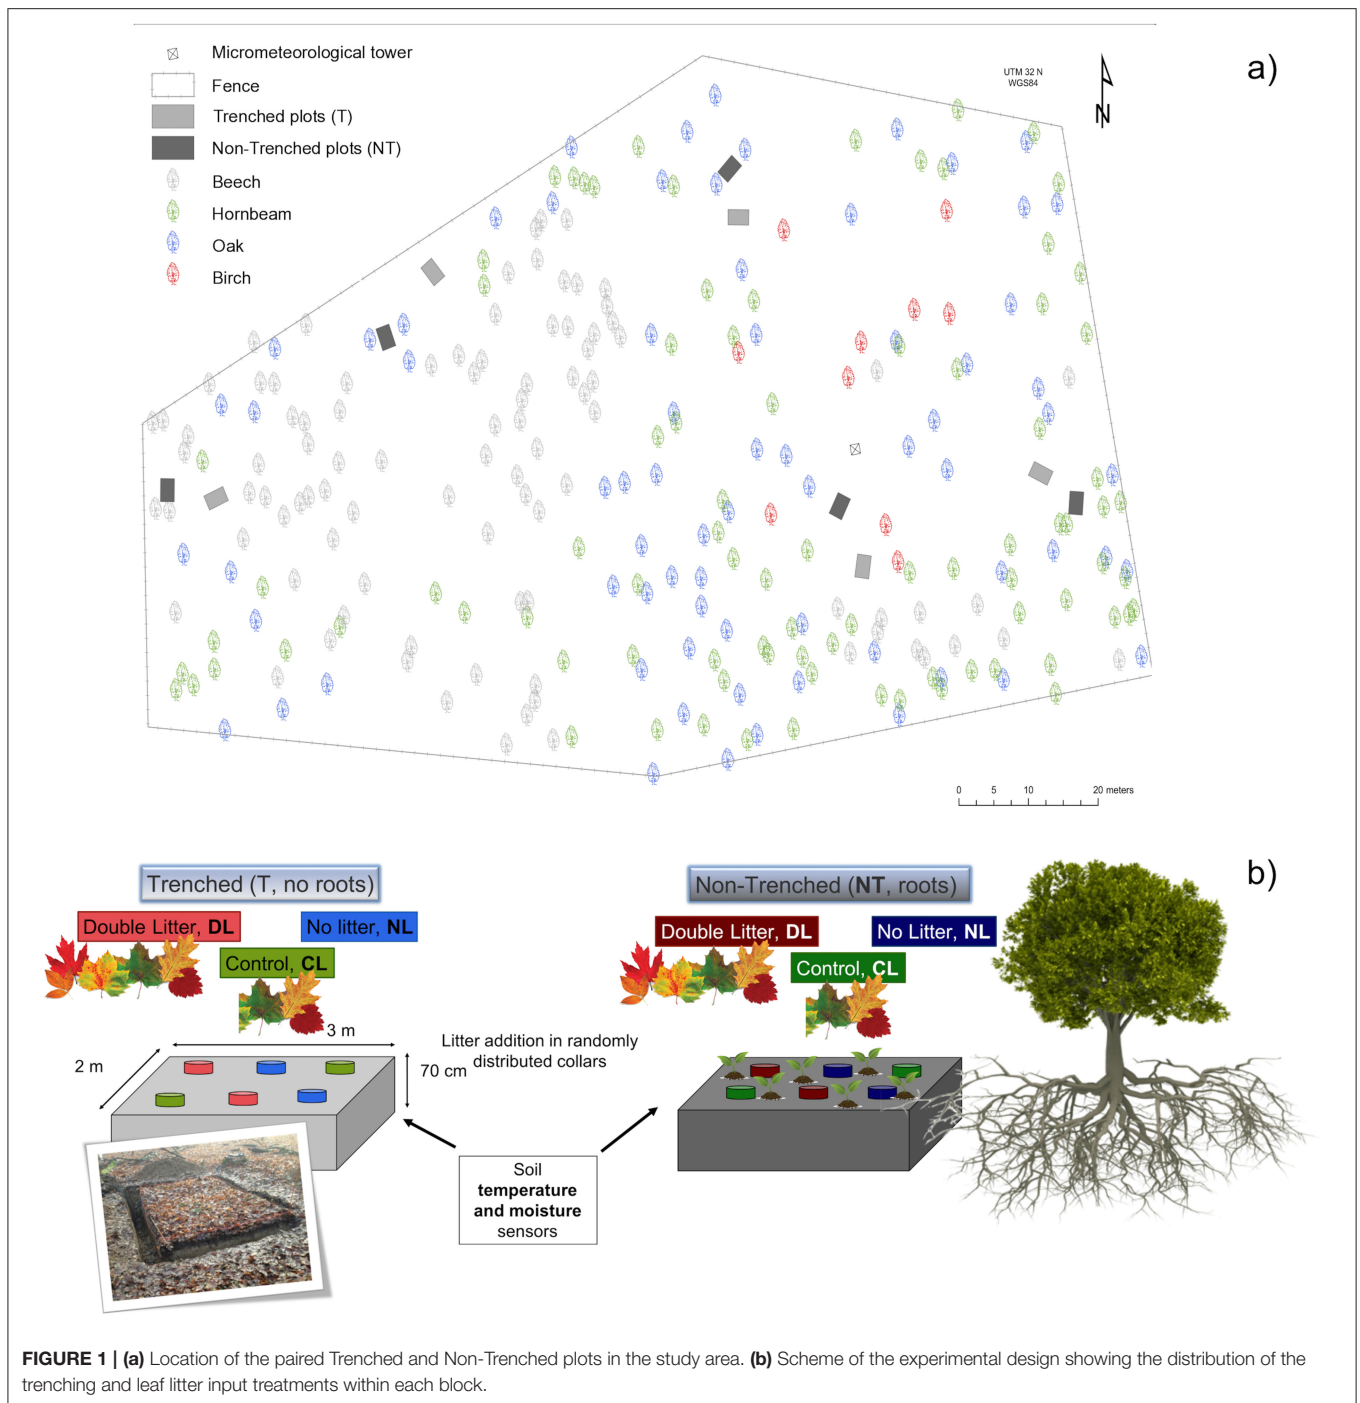 Micrometeorological tower
Fence
Trenched plots (T)
Non-Trenched plots (NT)
Beech
Hornbeam
Oak
Birch
UTM 32 N
WGS84
N
a)
0 5 10 20 meters
b)
Trenched (T, no roots)
Double Litter, DL
No litter, NL
Control, CL
3 m
2 m
70 cm
Litter addition in randomly
distributed collars
Non-Trenched (NT, roots)
Double Litter, DL
No Litter, NL
Control, CL
Soil
temperature
and moisture
sensors
FIGURE 1 | (a) Location of the paired Trenched and Non-Trenched plots in the study area. (b) Scheme of the experimental design showing the distribution of the
trenching and leaf litter input treatments within each block.